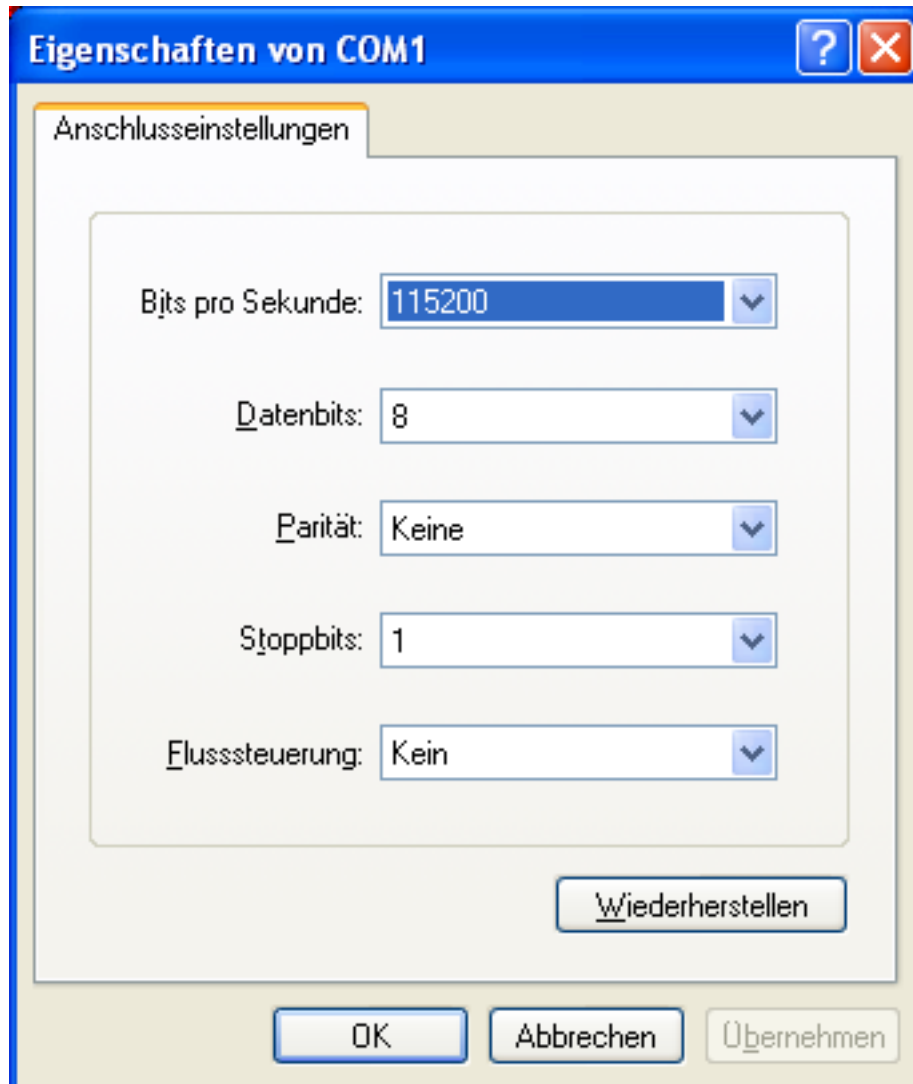 Eigenschaften von COM1
?
Anschlusseinstellungen
Bits pro Sekunde: 115200
Datenbits: 8
Parität: Keine
Stoppbits: 1
Flusssteuerung: Kein
Wiederherstellen
OK Abbrechen Übernehmen